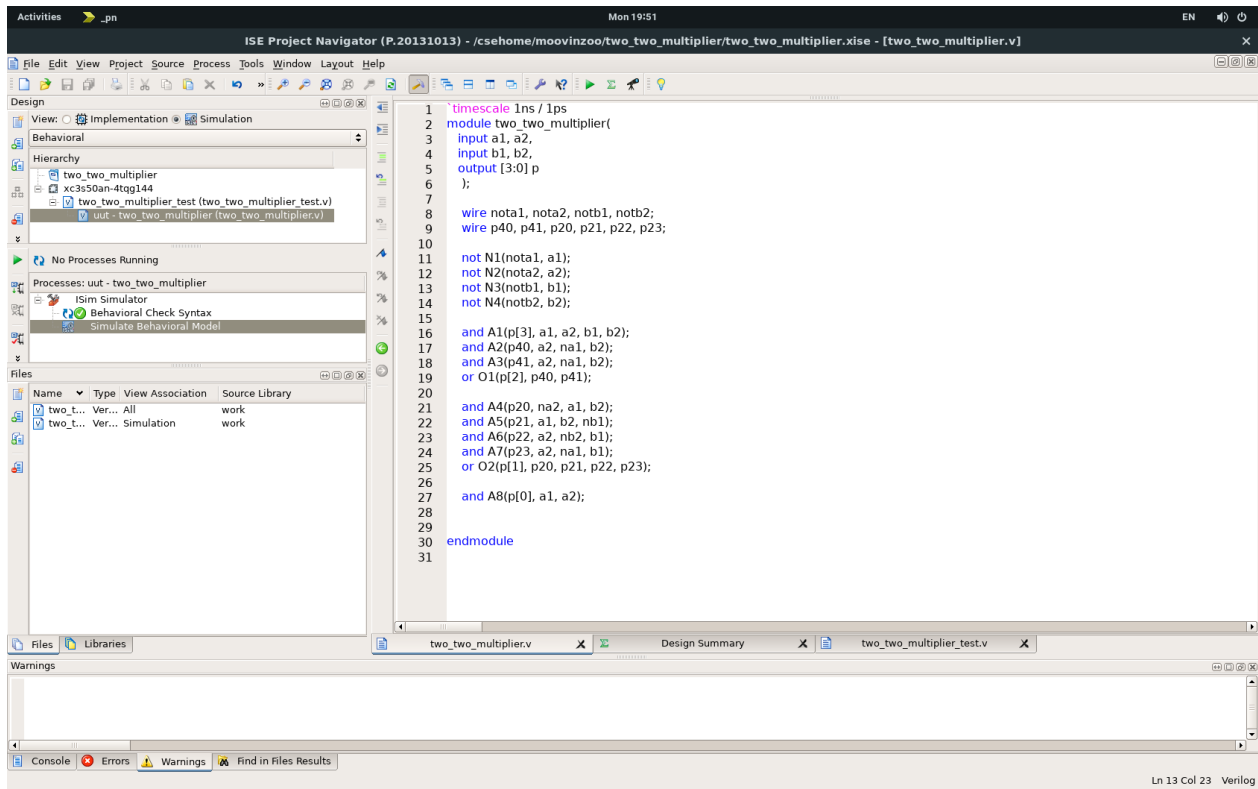 Activities _pn Mon 19:51 EN
ISE Project Navigator (P.20131013) - /csehome/moovinzoo/two_two_multiplier/two_two_multiplier.xise - [two_two_multiplier.v]
File Edit View Project Source Process Tools Window Layout Help
Design
View: Implementation Simulation
Behavioral
Hierarchy
two_two_multiplier
xc3s50an-4tqg144
two_two_multiplier_test (two_two_multiplier_test.v)
uut - two_two_multiplier (two_two_multiplier.v)
No Processes Running
Processes: uut - two_two_multiplier
ISim Simulator
Behavioral Check Syntax
Simulate Behavioral Model
Files
Name Type View Association Source Library
two_t... Ver... All work
two_t... Ver... Simulation work
Files Libraries
1 `timescale 1ns / 1ps
2 module two_two_multiplier(
3 input a1, a2,
4 input b1, b2,
5 output [3:0] p
6 );
7
8 wire nota1, nota2, notb1, notb2;
9 wire p40, p41, p20, p21, p22, p23;
10
11 not N1(nota1, a1);
12 not N2(nota2, a2);
13 not N3(notb1, b1);
14 not N4(notb2, b2);
15
16 and A1(p[3], a1, a2, b1, b2);
17 and A2(p40, a2, na1, b2);
18 and A3(p41, a2, na1, b2);
19 or O1(p[2], p40, p41);
20
21 and A4(p20, na2, a1, b2);
22 and A5(p21, a1, b2, nb1);
23 and A6(p22, a2, nb2, b1);
24 and A7(p23, a2, na1, b1);
25 or O2(p[1], p20, p21, p22, p23);
26
27 and A8(p[0], a1, a2);
28
29
30 endmodule
31
two_two_multiplier.v Design Summary two_two_multiplier_test.v
Warnings
Console Errors Warnings Find in Files Results
Ln 13 Col 23 Verilog